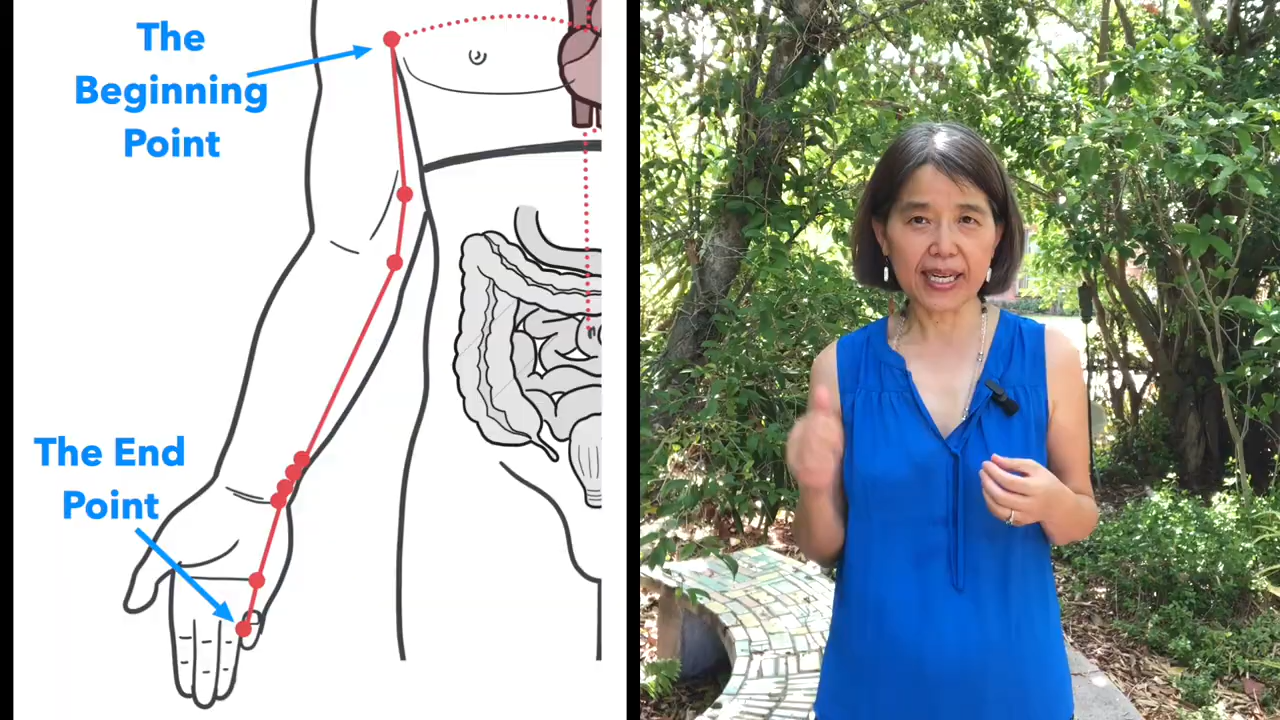 The
Beginning
Point
The End
Point